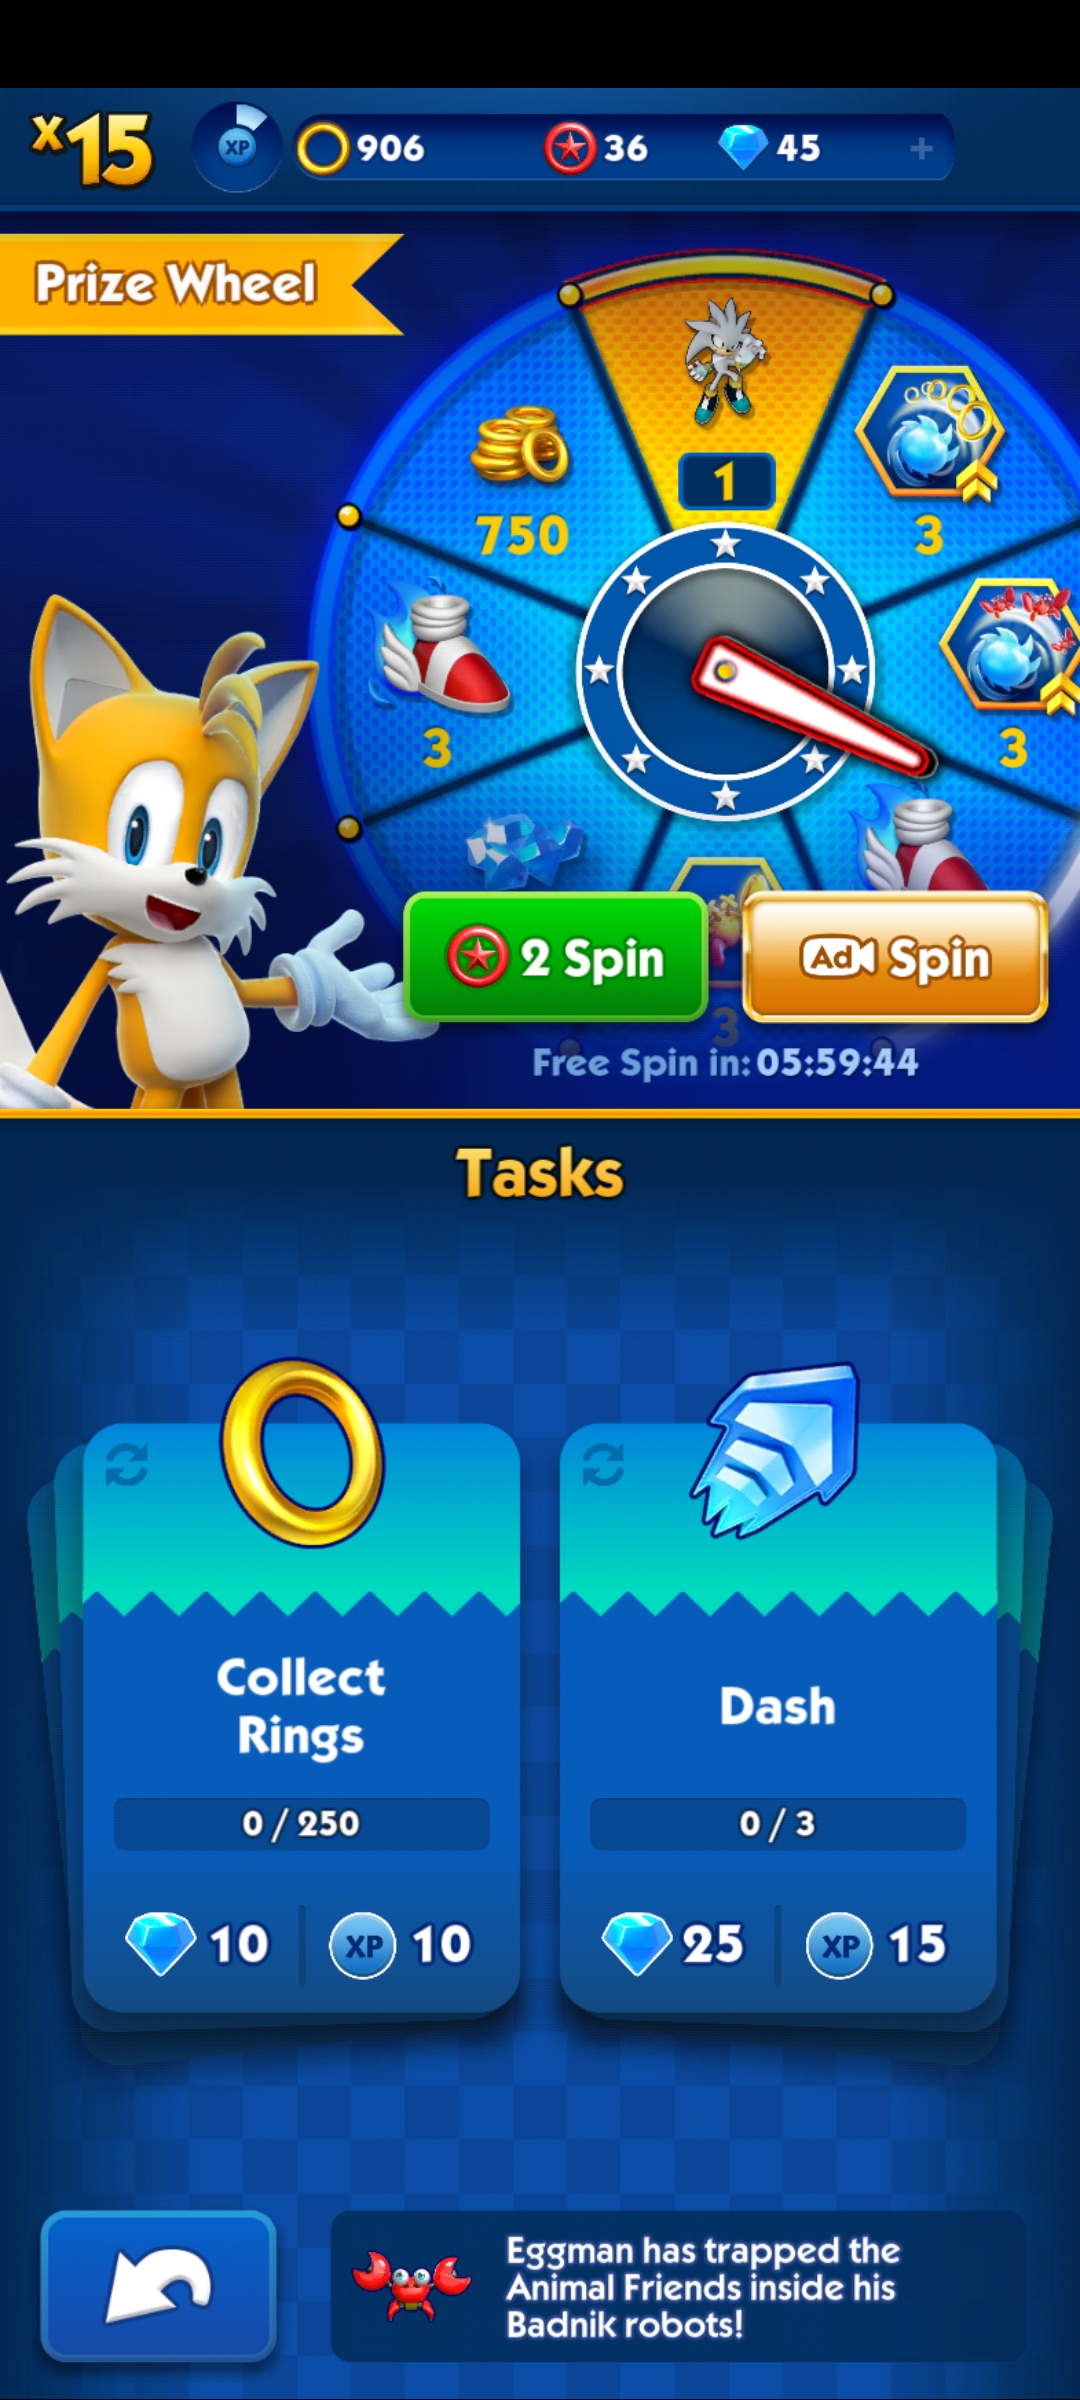 x15
XP
906
36
45
+
Prize Wheel
1
750
3
3
3
3
2 Spin
Ad Spin
3
Free Spin in: 05:59:44
Tasks
Collect
Rings
0 / 250
10
XP 10
Dash
0 / 3
25
XP 15
Eggman has trapped the
Animal Friends inside his
Badnik robots!